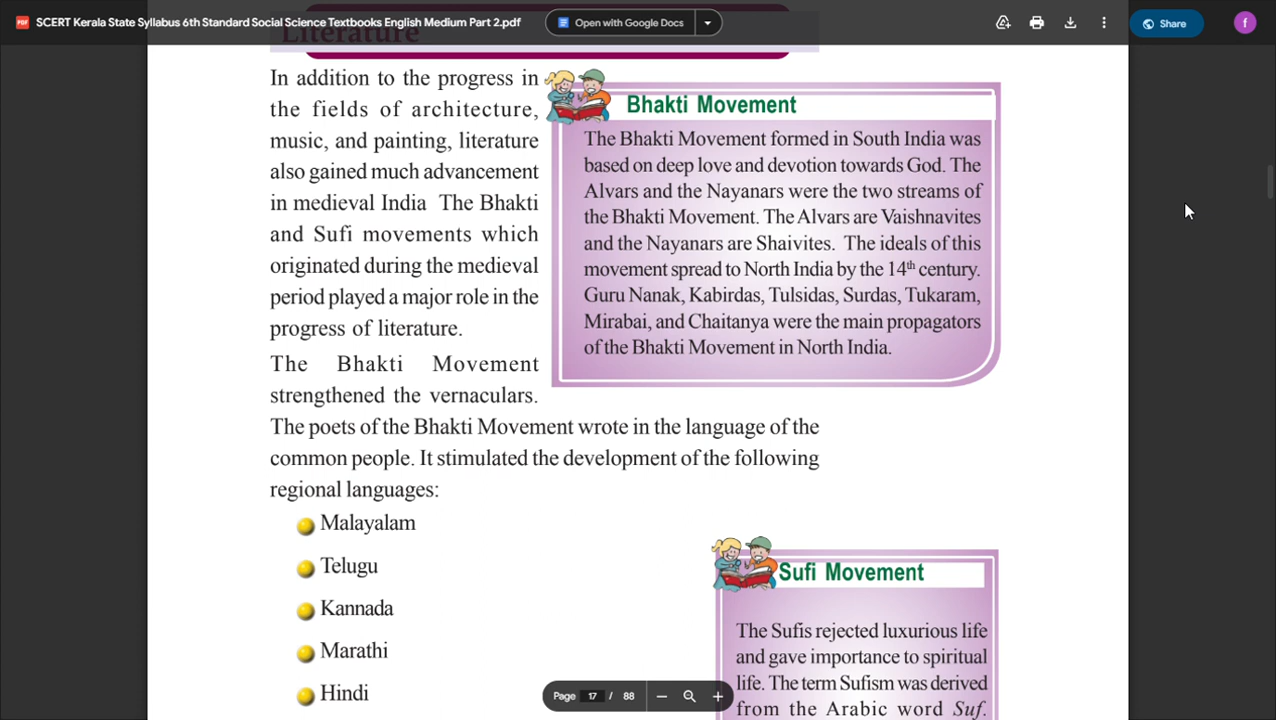 SCERT Kerala State Syllabus 6th Standard Social Science Textbooks English Medium Part 2.pdf
Open with Google Docs
Share
f
Literature
In addition to the progress in
the fields of architecture,
music, and painting, literature
also gained much advancement
in medieval India The Bhakti
and Sufi movements which
originated during the medieval
period played a major role in the
progress of literature.
The Bhakti Movement
strengthened the vernaculars.
The poets of the Bhakti Movement wrote in the language of the
common people. It stimulated the development of the following
regional languages:
Malayalam
Telugu
Kannada
Marathi
Hindi
Bhakti Movement
The Bhakti Movement formed in South India was
based on deep love and devotion towards God. The
Alvars and the Nayanars were the two streams of
the Bhakti Movement. The Alvars are Vaishnavites
and the Nayanars are Shaivites. The ideals of this
movement spread to North India by the 14th century.
Guru Nanak, Kabirdas, Tulsidas, Surdas, Tukaram,
Mirabai, and Chaitanya were the main propagators
of the Bhakti Movement in North India.
Sufi Movement
The Sufis rejected luxurious life
and gave importance to spiritual
life. The term Sufism was derived
from the Arabic word Suf.
Page 17 / 88